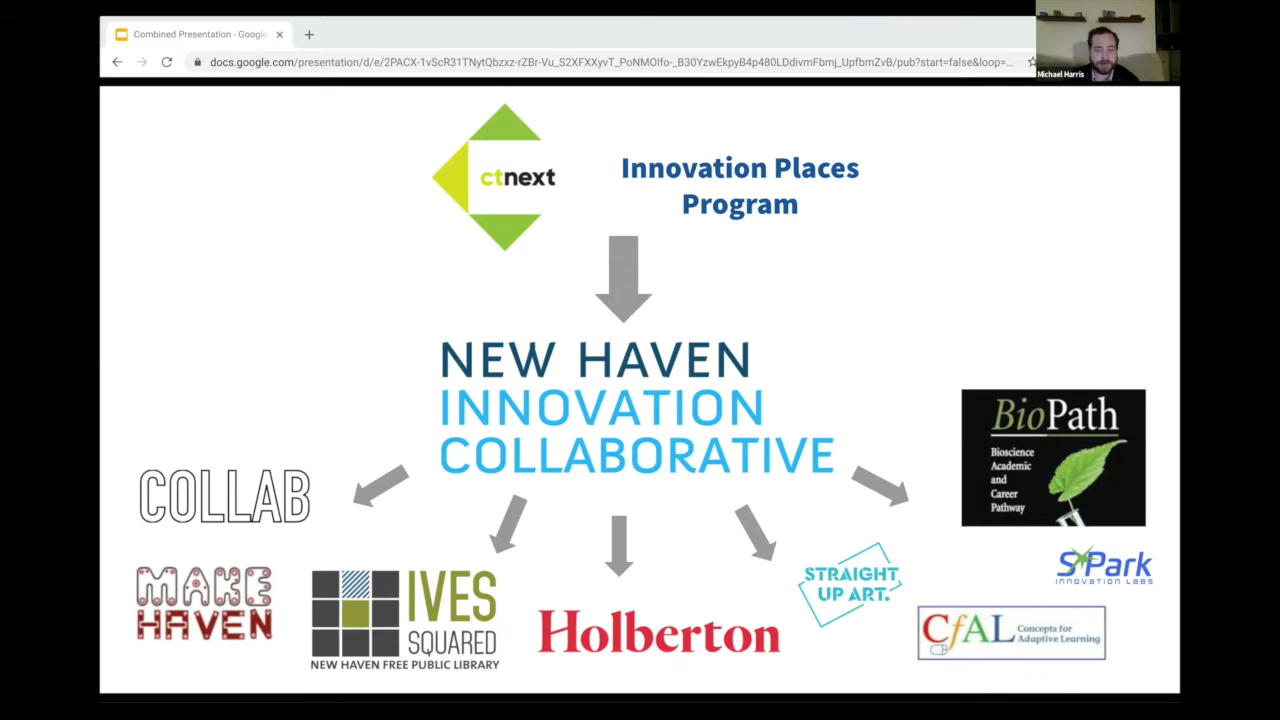 Combined Presentation - Google
docs.google.com/presentation/d/e/2PACX-1vScR31TNytQbzxz-rZBr-Vu_S2XFXXyvT_PoNMOlfo-_B30YzwEkpyB4p480LDdivmFbmj_UpfbmZvB/pub?start=false&loop=...
Michael Harris
ctnext
Innovation Places
Program
NEW HAVEN
INNOVATION
COLLABORATIVE
COLLAB
MAKE
HAVEN
IVES
SQUARED
NEW HAVEN FREE PUBLIC LIBRARY
Holberton
STRAIGHT
UP ART.
BioPath
Bioscience
Academic
and
Career
Pathway
SPark
INNOVATION LABS
CfAL
Concepts for
Adaptive Learning